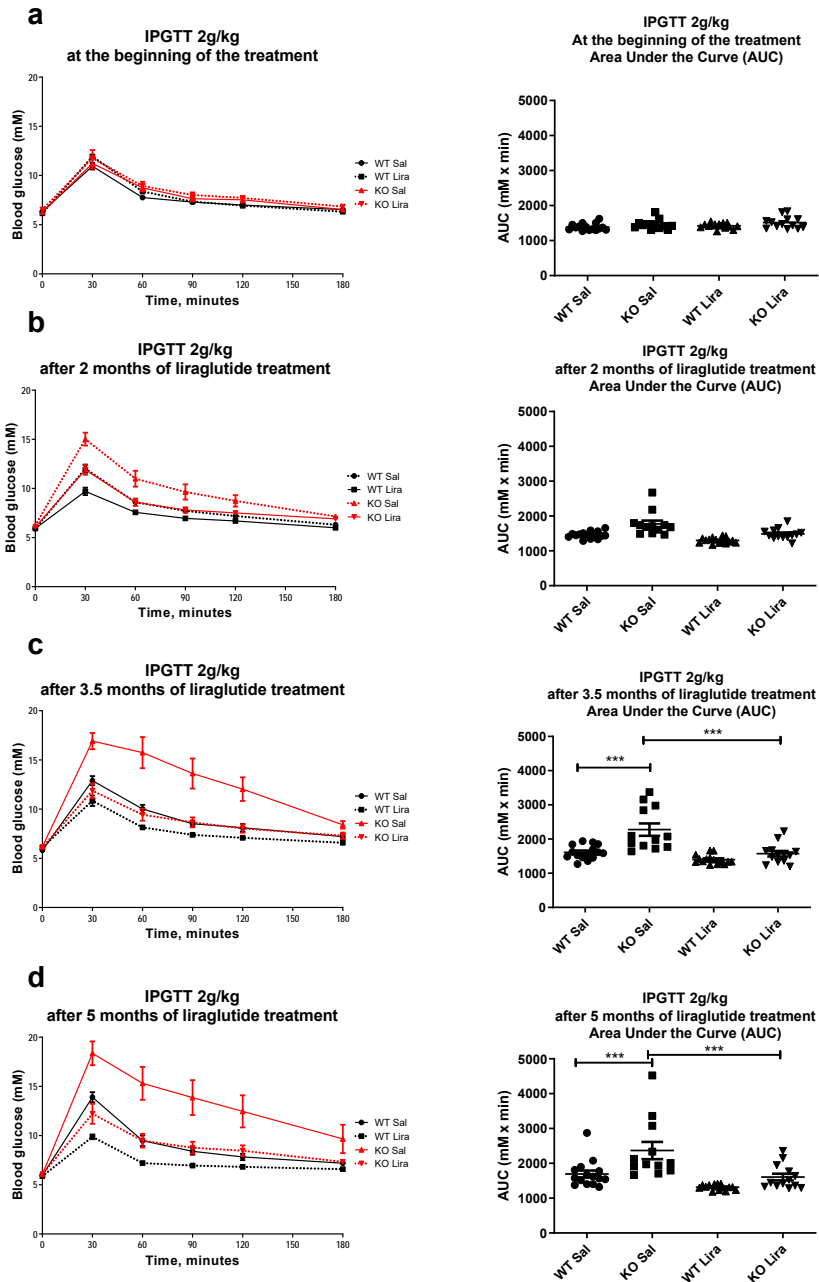 a
IPGTT 2g/kg
at the beginning of the treatment
Blood glucose (mM)
20
15
10
5
0
0 30 60 90 120 150 180
Time, minutes
WT Sal
WT Lira
KO Sal
KO Lira
IPGTT 2g/kg
At the beginning of the treatment
Area Under the Curve (AUC)
AUC (mM x min)
5000
4000
3000
2000
1000
0
WT Sal
KO Sal
WT Lira
KO Lira
b
IPGTT 2g/kg
after 2 months of liraglutide treatment
Blood glucose (mM)
20
15
10
5
0
0 30 60 90 120 150 180
Time, minutes
WT Sal
WT Lira
KO Sal
KO Lira
IPGTT 2g/kg
after 2 months of liraglutide treatment
Area Under the Curve (AUC)
AUC (mM x min)
5000
4000
3000
2000
1000
0
WT Sal
KO Sal
WT Lira
KO Lira
c
IPGTT 2g/kg
after 3.5 months of liraglutide treatment
Blood glucose (mM)
20
15
10
5
0
0 30 60 90 120 150 180
Time, minutes
WT Sal
WT Lira
KO Sal
KO Lira
IPGTT 2g/kg
after 3.5 months of liraglutide treatment
Area Under the Curve (AUC)
AUC (mM x min)
5000
4000
3000
2000
1000
0
***
***
WT Sal
KO Sal
WT Lira
KO Lira
d
IPGTT 2g/kg
after 5 months of liraglutide treatment
Blood glucose (mM)
20
15
10
5
0
0 30 60 90 120 150 180
Time, minutes
WT Sal
WT Lira
KO Sal
KO Lira
IPGTT 2g/kg
after 5 months of liraglutide treatment
Area Under the Curve (AUC)
AUC (mM x min)
5000
4000
3000
2000
1000
0
***
***
WT Sal
KO Sal
WT Lira
KO Lira